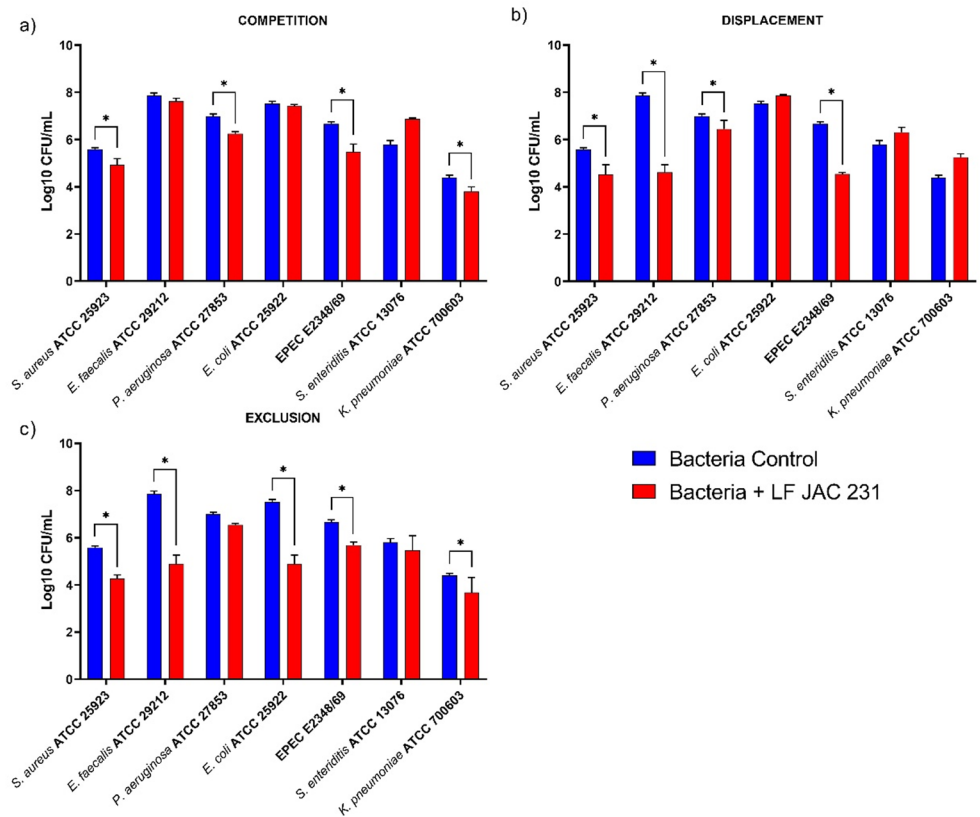 a)
COMPETITION
Log10 CFU/mL
10
8
6
4
2
0
*
*
*
*
S. aureus ATCC 25923
E. faecalis ATCC 29212
P. aeruginosa ATCC 27853
E. coli ATCC 25922
EPEC E2348/69
S. enteriditis ATCC 13076
K. pneumoniae ATCC 700603
b)
DISPLACEMENT
Log10 CFU/mL
10
8
6
4
2
0
*
*
*
*
S. aureus ATCC 25923
E. faecalis ATCC 29212
P. aeruginosa ATCC 27853
E. coli ATCC 25922
EPEC E2348/69
S. enteriditis ATCC 13076
K. pneumoniae ATCC 700603
c)
EXCLUSION
Log10 CFU/mL
10
8
6
4
2
0
*
*
*
*
*
S. aureus ATCC 25923
E. faecalis ATCC 29212
P. aeruginosa ATCC 27853
E. coli ATCC 25922
EPEC E2348/69
S. enteriditis ATCC 13076
K. pneumoniae ATCC 700603
Bacteria Control
Bacteria + LF JAC 231